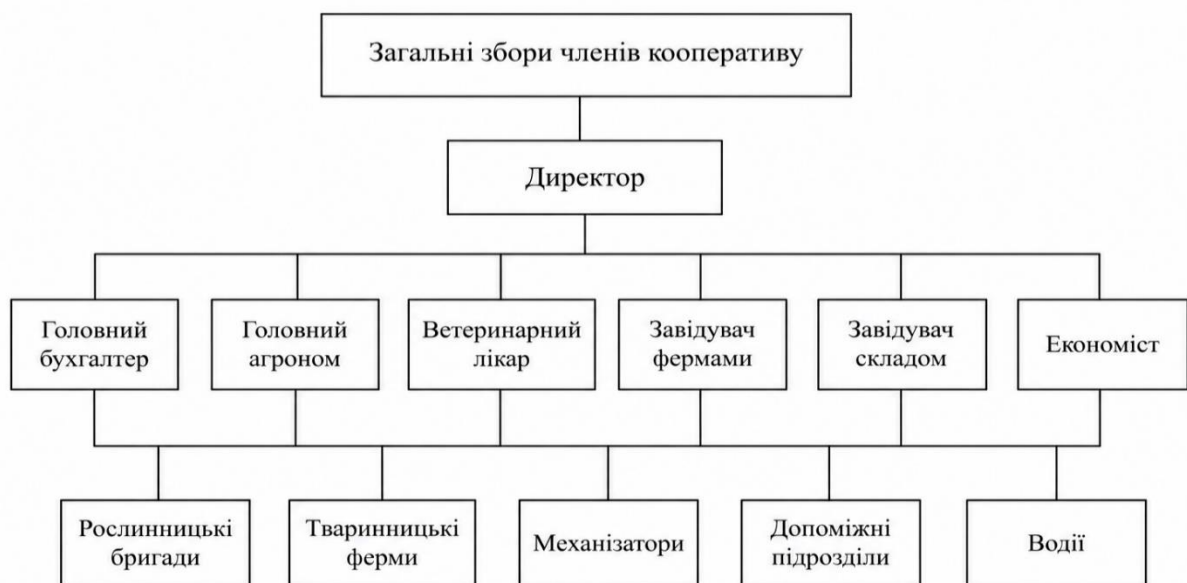 Загальні збори членів кооперативу
Директор
Головний
бухгалтер
Головний
агроном
Ветеринарний
лікар
Завідувач
фермами
Завідувач
складом
Економіст
Рослинницькі
бригади
Тваринницькі
ферми
Механізатори
Допоміжні
підрозділи
Водії